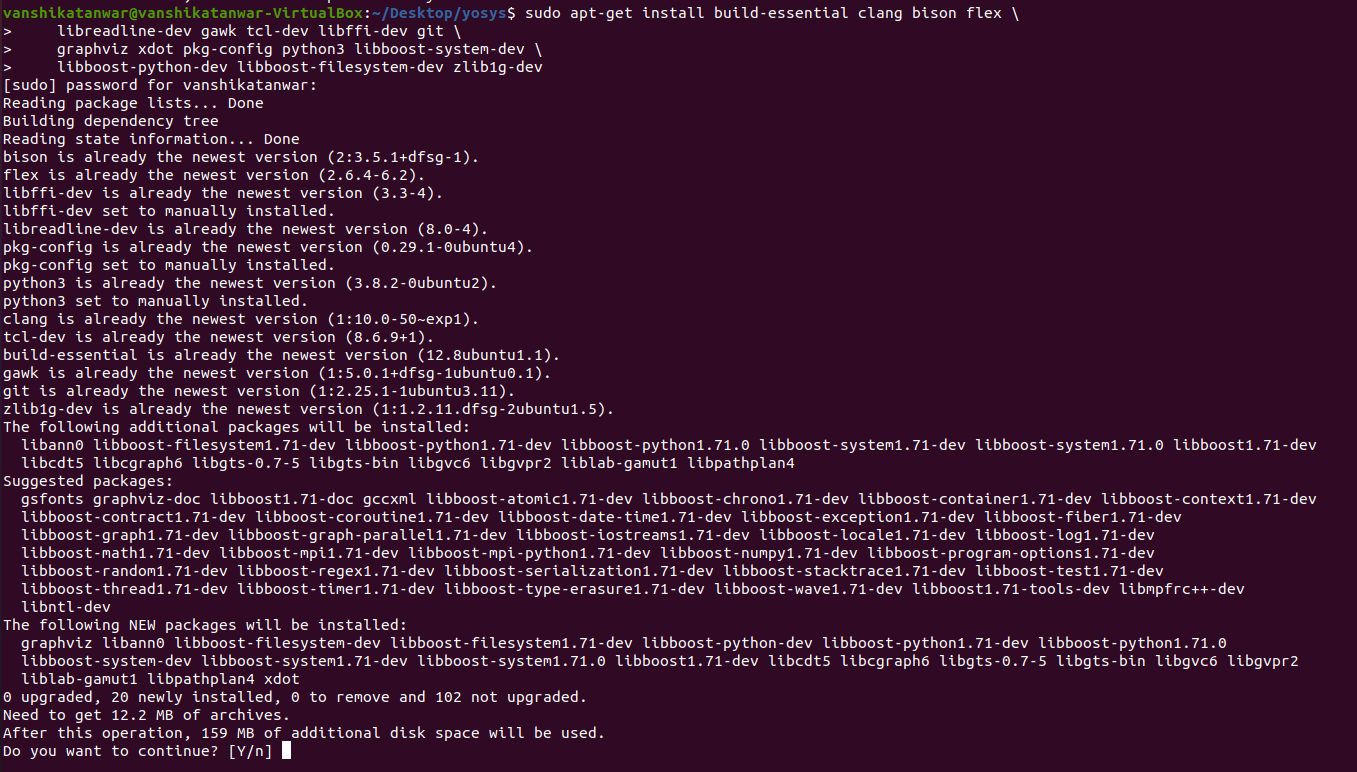 vanshikatanwar@vanshikatanwar-VirtualBox:~/Desktop/yosys$ sudo apt-get install build-essential clang bison flex \
>     libreadline-dev gawk tcl-dev libffi-dev git \
>     graphviz xdot pkg-config python3 libboost-system-dev \
>     libboost-python-dev libboost-filesystem-dev zlib1g-dev
[sudo] password for vanshikatanwar:
Reading package lists... Done
Building dependency tree
Reading state information... Done
bison is already the newest version (2:3.5.1+dfsg-1).
flex is already the newest version (2.6.4-6.2).
libffi-dev is already the newest version (3.3-4).
libffi-dev set to manually installed.
libreadline-dev is already the newest version (8.0-4).
pkg-config is already the newest version (0.29.1-0ubuntu4).
pkg-config set to manually installed.
python3 is already the newest version (3.8.2-0ubuntu2).
python3 set to manually installed.
clang is already the newest version (1:10.0-50~exp1).
tcl-dev is already the newest version (8.6.9+1).
build-essential is already the newest version (12.8ubuntu1.1).
gawk is already the newest version (1:5.0.1+dfsg-1ubuntu0.1).
git is already the newest version (1:2.25.1-1ubuntu3.11).
zlib1g-dev is already the newest version (1:1.2.11.dfsg-2ubuntu1.5).
The following additional packages will be installed:
  libann0 libboost-filesystem1.71-dev libboost-python1.71-dev libboost-python1.71.0 libboost-system1.71-dev libboost-system1.71.0 libboost1.71-dev
  libcdt5 libcgraph6 libgts-0.7-5 libgts-bin libgvc6 libgvpr2 liblab-gamut1 libpathplan4
Suggested packages:
  gsfonts graphviz-doc libboost1.71-doc gccxml libboost-atomic1.71-dev libboost-chrono1.71-dev libboost-container1.71-dev libboost-context1.71-dev
  libboost-contract1.71-dev libboost-coroutine1.71-dev libboost-date-time1.71-dev libboost-exception1.71-dev libboost-fiber1.71-dev
  libboost-graph1.71-dev libboost-graph-parallel1.71-dev libboost-iostreams1.71-dev libboost-locale1.71-dev libboost-log1.71-dev
  libboost-math1.71-dev libboost-mpi1.71-dev libboost-mpi-python1.71-dev libboost-numpy1.71-dev libboost-program-options1.71-dev
  libboost-random1.71-dev libboost-regex1.71-dev libboost-serialization1.71-dev libboost-stacktrace1.71-dev libboost-test1.71-dev
  libboost-thread1.71-dev libboost-timer1.71-dev libboost-type-erasure1.71-dev libboost-wave1.71-dev libboost1.71-tools-dev libmpfrc++-dev
  libntl-dev
The following NEW packages will be installed:
  graphviz libann0 libboost-filesystem-dev libboost-filesystem1.71-dev libboost-python-dev libboost-python1.71-dev libboost-python1.71.0
  libboost-system-dev libboost-system1.71-dev libboost-system1.71.0 libboost1.71-dev libcdt5 libcgraph6 libgts-0.7-5 libgts-bin libgvc6 libgvpr2
  liblab-gamut1 libpathplan4 xdot
0 upgraded, 20 newly installed, 0 to remove and 102 not upgraded.
Need to get 12.2 MB of archives.
After this operation, 159 MB of additional disk space will be used.
Do you want to continue? [Y/n]